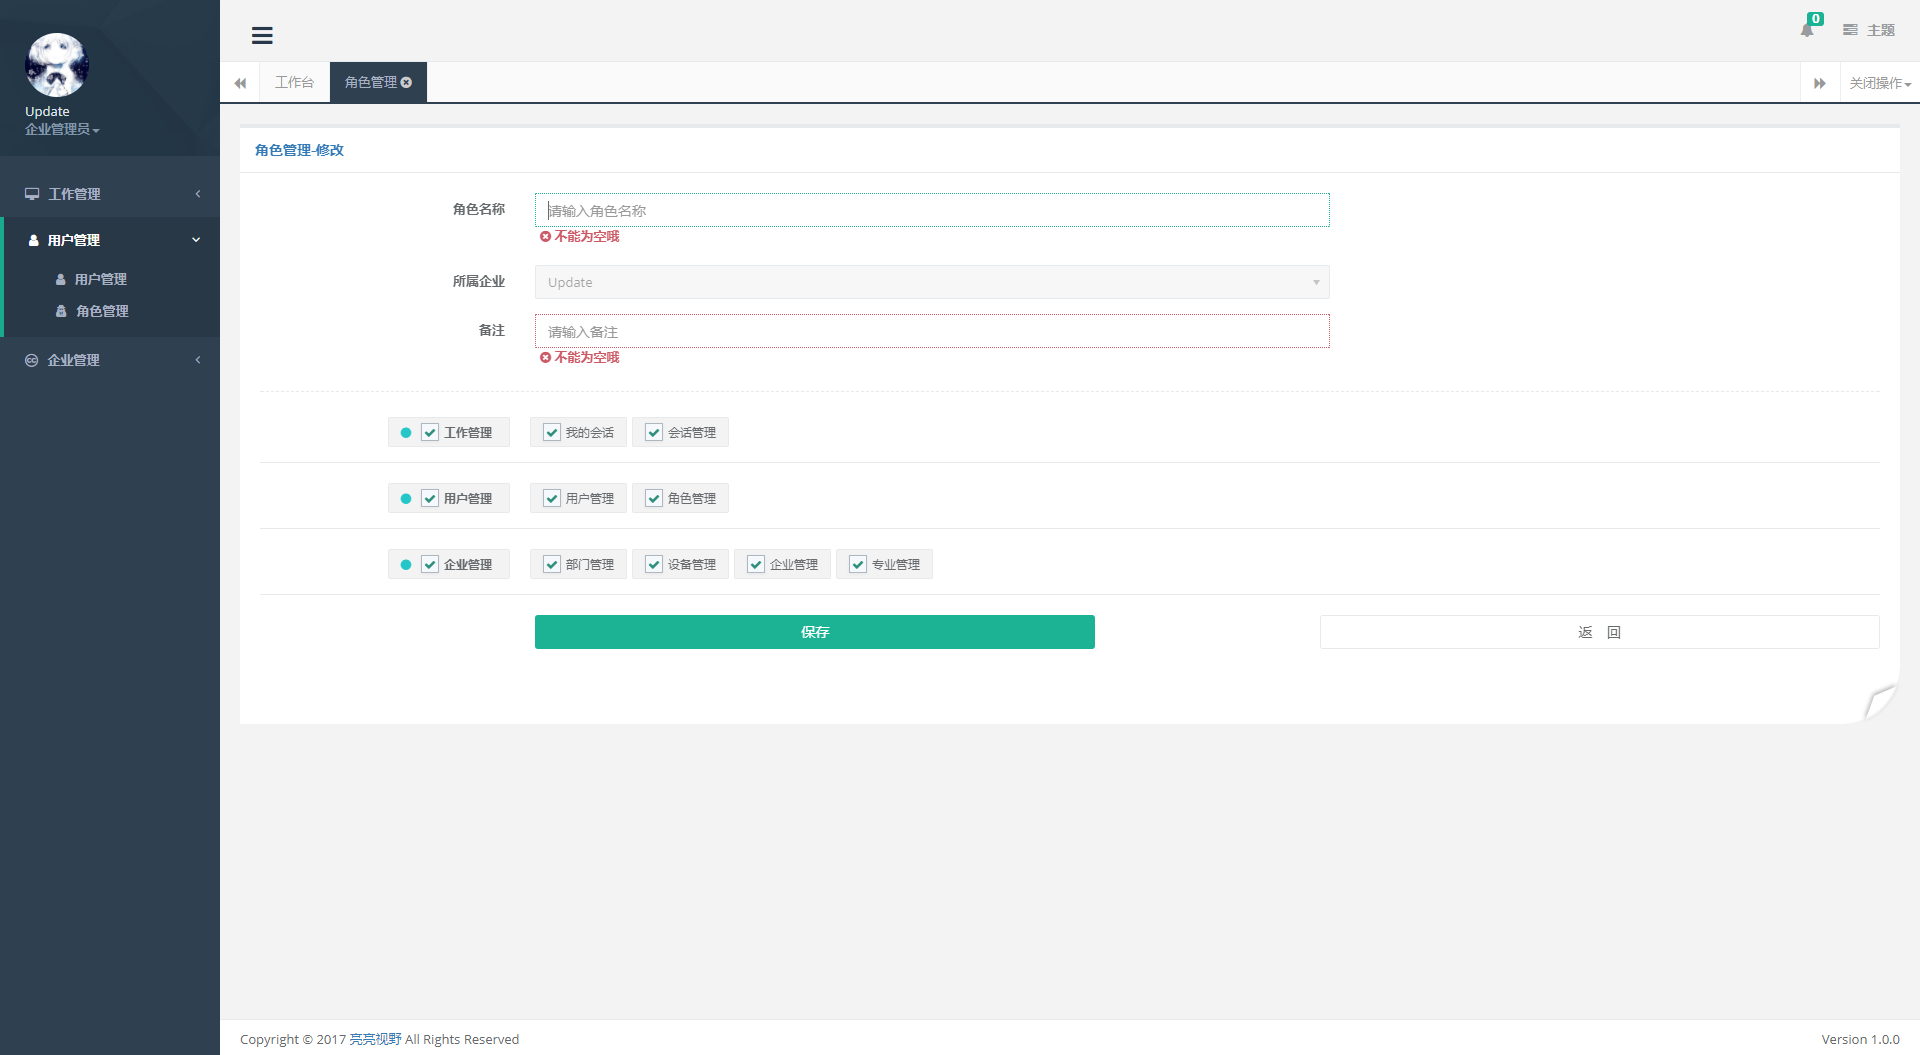 0
主题
Update
企业管理员
工作台
角色管理
关闭操作
工作管理
用户管理
用户管理
角色管理
企业管理
角色管理-修改
角色名称
请输入角色名称
不能为空哦
所属企业
Update
备注
请输入备注
不能为空哦
工作管理 我的会话 会话管理
用户管理 用户管理 角色管理
企业管理 部门管理 设备管理 企业管理 专业管理
保存
返 回
Copyright © 2017 亮亮视野 All Rights Reserved
Version 1.0.0